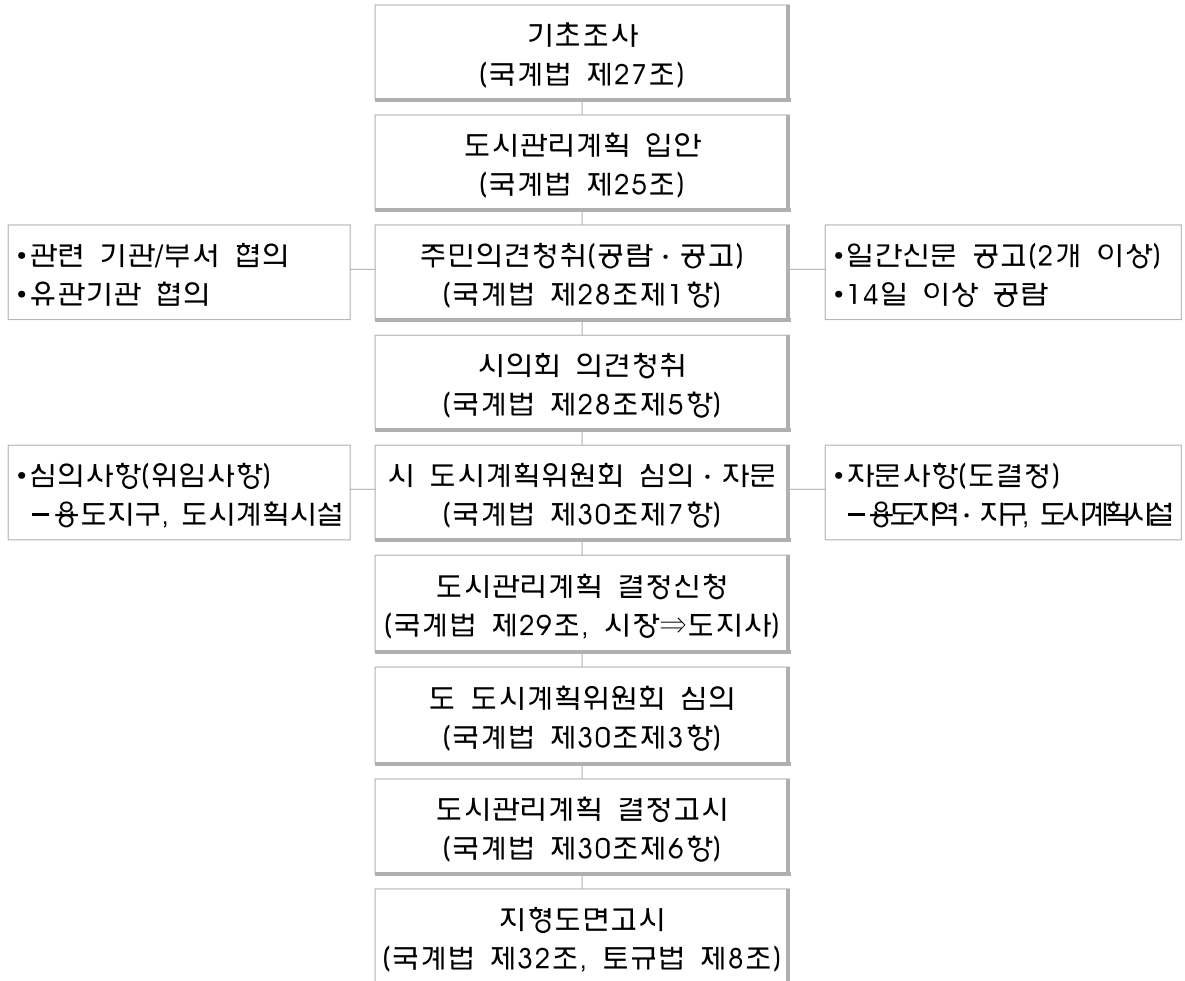 기초조사
(국계법 제27조)
도시관리계획 입안
(국계법 제25조)
•관련 기관/부서 협의
•유관기관 협의
주민의견청취(공람·공고)
(국계법 제28조제1항)
•일간신문 공고(2개 이상)
•14일 이상 공람
시의회 의견청취
(국계법 제28조제5항)
•심의사항(위임사항)
－용도지구, 도시계획시설
시 도시계획위원회 심의·자문
(국계법 제30조제7항)
•자문사항(도결정)
－용도지역·지구, 도시계획시설
도시관리계획 결정신청
(국계법 제29조, 시장⇒도지사)
도 도시계획위원회 심의
(국계법 제30조제3항)
도시관리계획 결정고시
(국계법 제30조제6항)
지형도면고시
(국계법 제32조, 토규법 제8조)